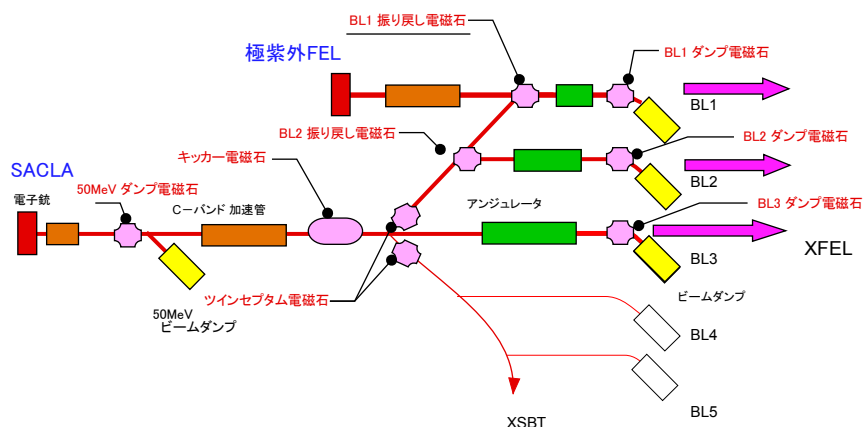 BL1 振り戻し電磁石
極紫外FEL
BL1 ダンプ電磁石
BL1
BL2 振り戻し電磁石
BL2 ダンプ電磁石
SACLA
キッカー電磁石
50MeV ダンプ電磁石
BL2
電子銃
C－バンド 加速管
アンジュレータ
BL3 ダンプ電磁石
XFEL
BL3
ツインセプタム電磁石
50MeV
ビームダンプ
ビームダンプ
BL4
BL5
XSBT